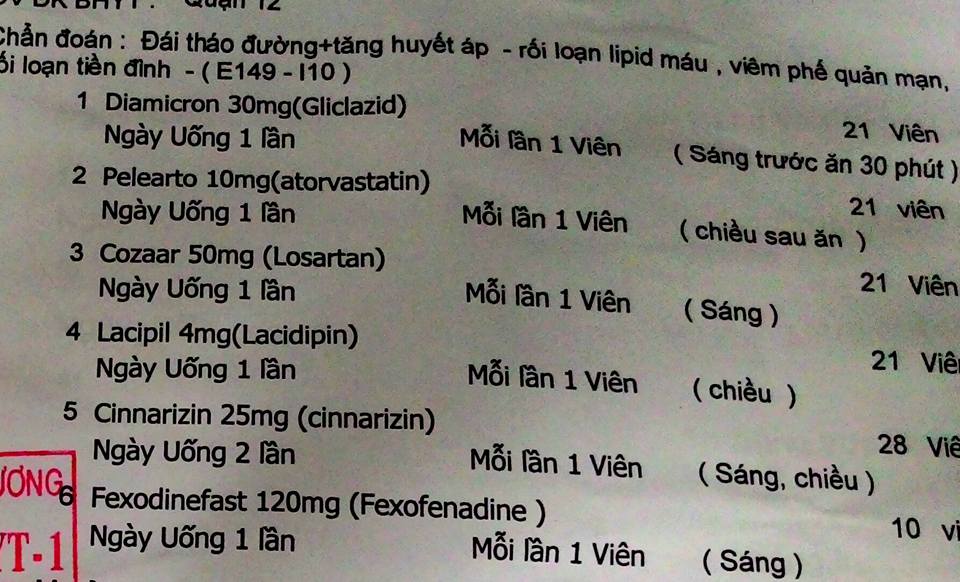 ĐK BHYT : Quận 12
Chẩn đoán : Đái tháo đường+tăng huyết áp - rối loạn lipid máu , viêm phế quản mạn,
ối loạn tiền đình - ( E149 - I10 )
1 Diamicron 30mg(Gliclazid) 21 Viên
Ngày Uống 1 lần Mỗi lần 1 Viên ( Sáng trước ăn 30 phút )
2 Pelearto 10mg(atorvastatin) 21 viên
Ngày Uống 1 lần Mỗi lần 1 Viên ( chiều sau ăn )
3 Cozaar 50mg (Losartan) 21 Viên
Ngày Uống 1 lần Mỗi lần 1 Viên ( Sáng )
4 Lacipil 4mg(Lacidipin) 21 Viê
Ngày Uống 1 lần Mỗi lần 1 Viên ( chiều )
5 Cinnarizin 25mg (cinnarizin) 28 Viê
Ngày Uống 2 lần Mỗi lần 1 Viên ( Sáng, chiều )
ƯƠNG
6 Fexodinefast 120mg (Fexofenadine ) 10 vi
Ngày Uống 1 lần Mỗi lần 1 Viên ( Sáng )
YT-1